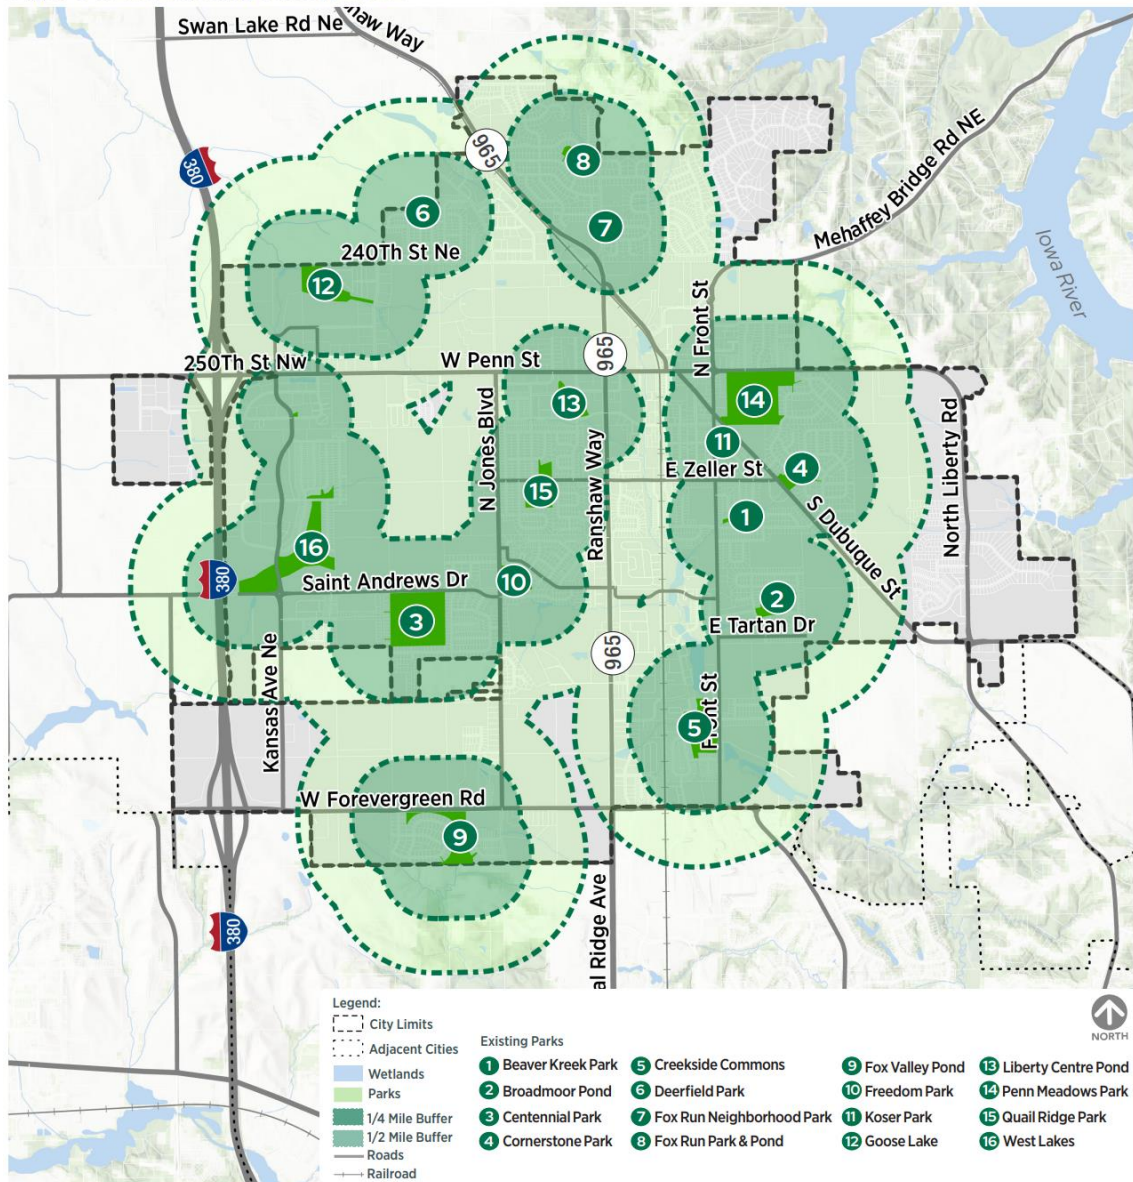 Swan Lake Rd Ne
shaw Way
965
380
8
6
7
240Th St Ne
Mehaffey Bridge Rd NE
Iowa River
12
N Front St
965
W Penn St
250Th St Nw
14
13
N Jones Blvd
11
North Liberty Rd
E Zeller St
4
15
Ranshaw Way
1
S Dubuque St
16
380
Saint Andrews Dr
10
2
3
E Tartan Dr
965
Kansas Ave Ne
5
Front St
W Forevergreen Rd
9
380
al Ridge Ave
Legend:
City Limits
Adjacent Cities
Wetlands
Parks
1/4 Mile Buffer
1/2 Mile Buffer
Roads
Railroad
Existing Parks
1 Beaver Kreek Park
2 Broadmoor Pond
3 Centennial Park
4 Cornerstone Park
5 Creekside Commons
6 Deerfield Park
7 Fox Run Neighborhood Park
8 Fox Run Park & Pond
9 Fox Valley Pond
10 Freedom Park
11 Koser Park
12 Goose Lake
13 Liberty Centre Pond
14 Penn Meadows Park
15 Quail Ridge Park
16 West Lakes
NORTH